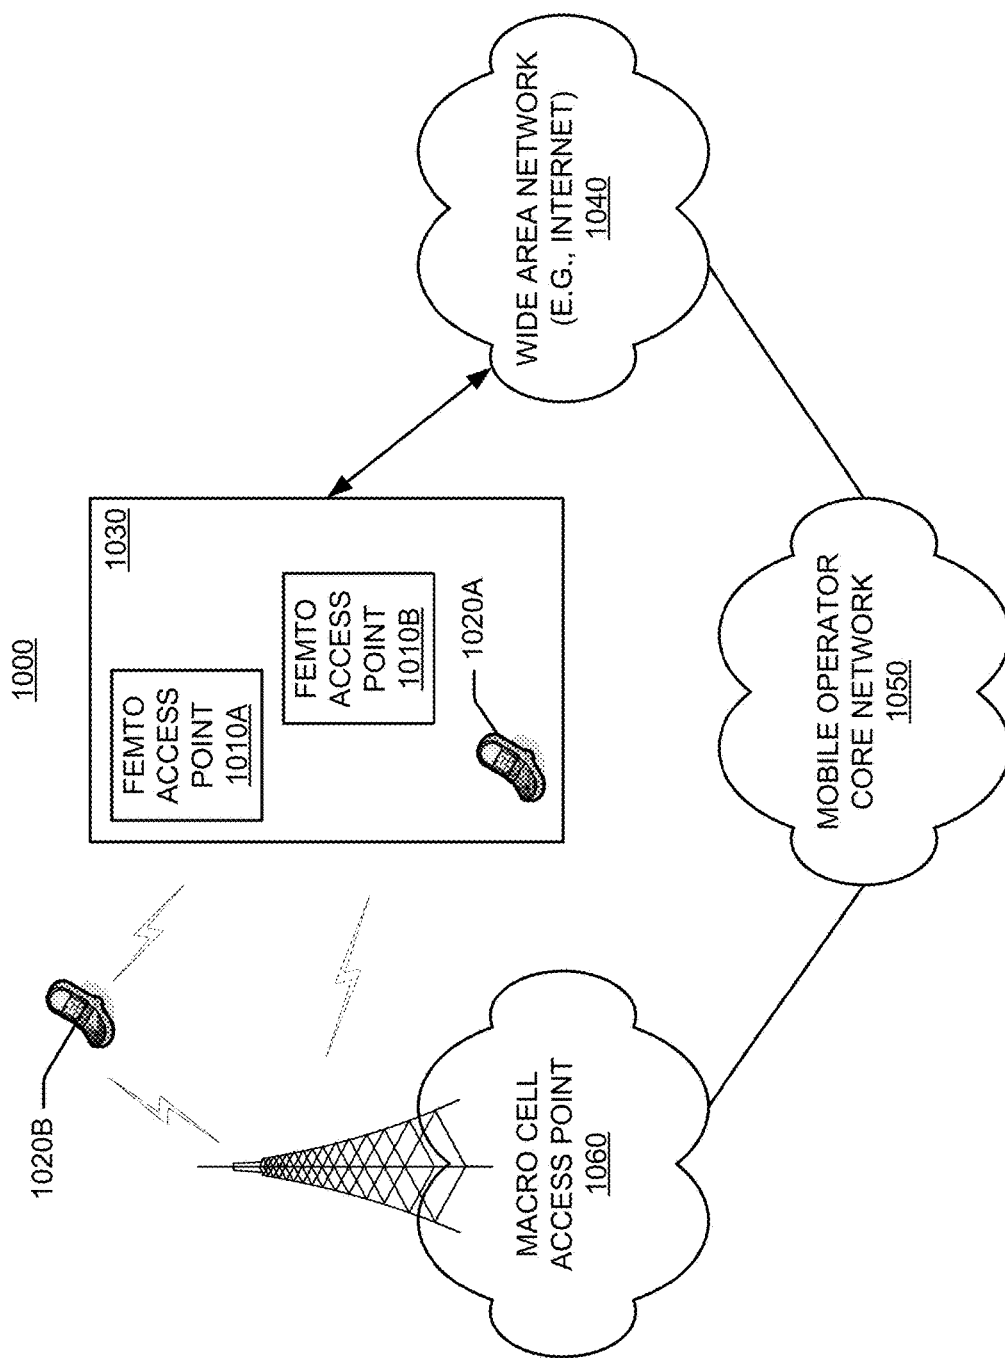 1000
1020B
1030
FEMTO
ACCESS
POINT
1010A
FEMTO
ACCESS
POINT
1010B
1020A
MACRO CELL
ACCESS POINT
1060
WIDE AREA NETWORK
(E.G., INTERNET)
1040
MOBILE OPERATOR
CORE NETWORK
1050